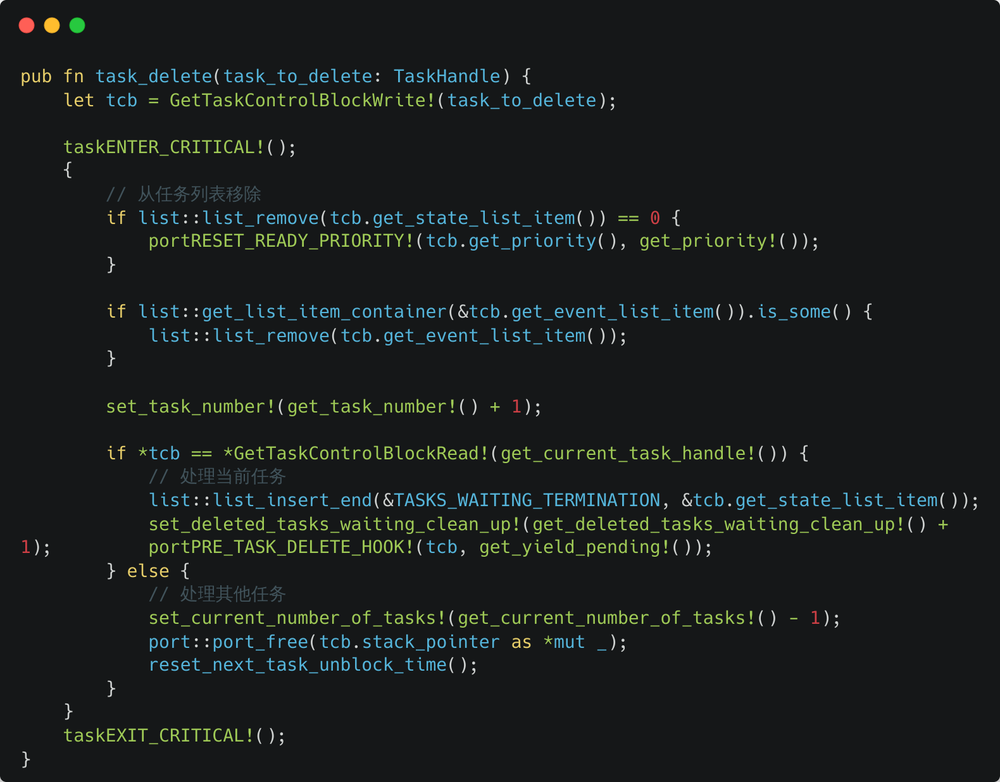 pub fn task_delete(task_to_delete: TaskHandle) {
    let tcb = GetTaskControlBlockWrite!(task_to_delete);

    taskENTER_CRITICAL!();
    {
        // 从任务列表移除
        if list::list_remove(tcb.get_state_list_item()) == 0 {
            portRESET_READY_PRIORITY!(tcb.get_priority(), get_priority!());
        }

        if list::get_list_item_container(&tcb.get_event_list_item()).is_some() {
            list::list_remove(tcb.get_event_list_item());
        }

        set_task_number!(get_task_number!() + 1);

        if *tcb == *GetTaskControlBlockRead!(get_current_task_handle!()) {
            // 处理当前任务
            list::list_insert_end(&TASKS_WAITING_TERMINATION, &tcb.get_state_list_item());
            set_deleted_tasks_waiting_clean_up!(get_deleted_tasks_waiting_clean_up!() +
1);         portPRE_TASK_DELETE_HOOK!(tcb, get_yield_pending!());
        } else {
            // 处理其他任务
            set_current_number_of_tasks!(get_current_number_of_tasks!() - 1);
            port::port_free(tcb.stack_pointer as *mut _);
            reset_next_task_unblock_time();
        }
    }
    taskEXIT_CRITICAL!();
}